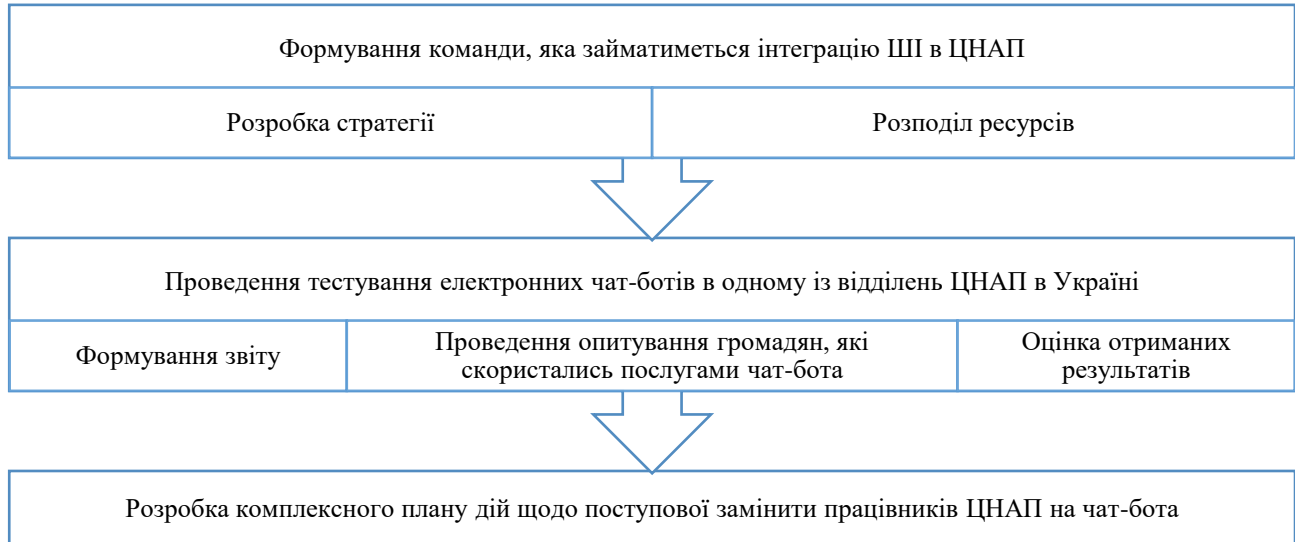 Формування команди, яка займатиметься інтеграцію ШІ в ЦНАП
Розробка стратегії
Розподіл ресурсів
Проведення тестування електронних чат-ботів в одному із відділень ЦНАП в Україні
Формування звіту
Проведення опитування громадян, які
скористались послугами чат-бота
Оцінка отриманих
результатів
Розробка комплексного плану дій щодо поступової замінити працівників ЦНАП на чат-бота